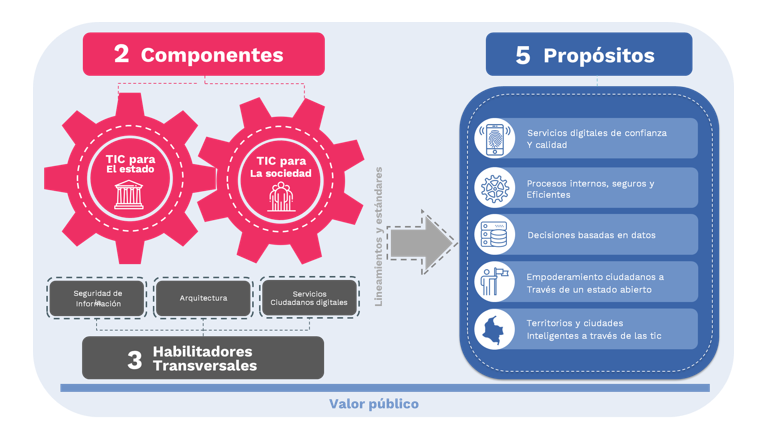 2 Componentes
TIC para
El estado
TIC para
La sociedad
Seguridad de
Información
Arquitectura
Servicios
Ciudadanos digitales
3 Habilitadores
Transversales
Lineamientos y estándares
5 Propósitos
Servicios digitales de confianza
Y calidad
Procesos internos, seguros y
Eficientes
Decisiones basadas en datos
Empoderamiento ciudadanos a
Través de un estado abierto
Territorios y ciudades
Inteligentes a través de las tic
Valor público